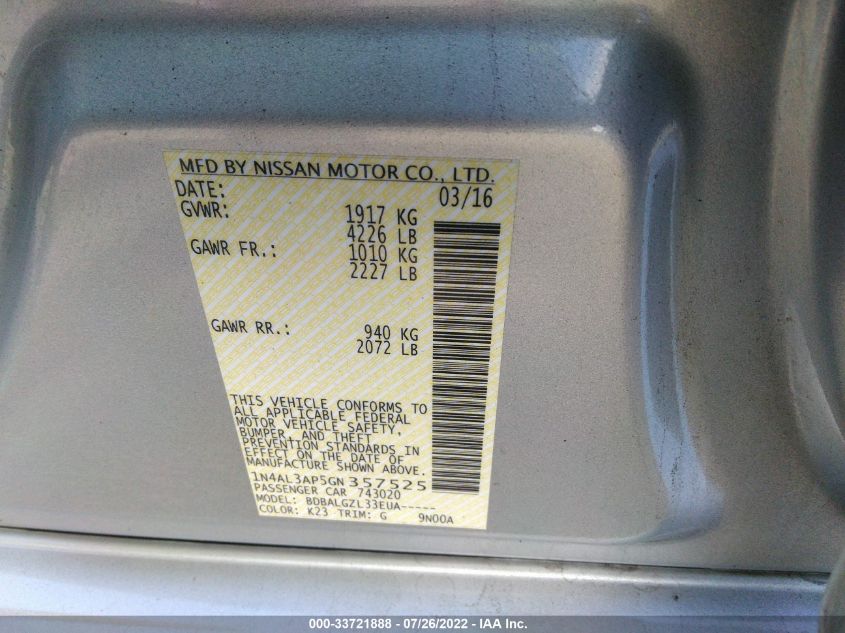 MFD BY NISSAN MOTOR CO., LTD.
DATE: 03/16
GVWR: 1917 KG
4226 LB
GAWR FR.: 1010 KG
2227 LB
GAWR RR.: 940 KG
2072 LB
THIS VEHICLE CONFORMS TO
ALL APPLICABLE FEDERAL
MOTOR VEHICLE SAFETY,
BUMPER, AND THEFT
PREVENTION STANDARDS IN
EFFECT ON THE DATE OF
MANUFACTURE SHOWN ABOVE.
1N4AL3AP5GN357525
PASSENGER CAR 743020
MODEL: BDBALGZL33EUA-----
COLOR: K23 TRIM: G 9N00A
000-33721888 - 07/26/2022 - IAA Inc.